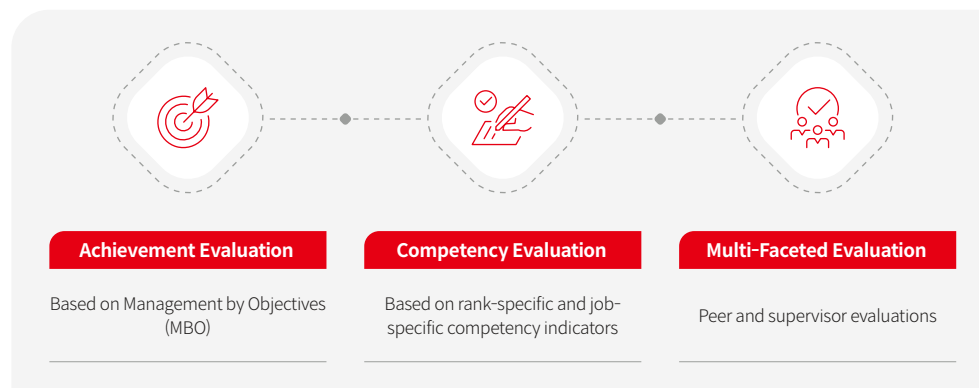 Achievement Evaluation
Based on Management by Objectives
(MBO)
Competency Evaluation
Based on rank-specific and job-
specific competency indicators
Multi-Faceted Evaluation
Peer and supervisor evaluations